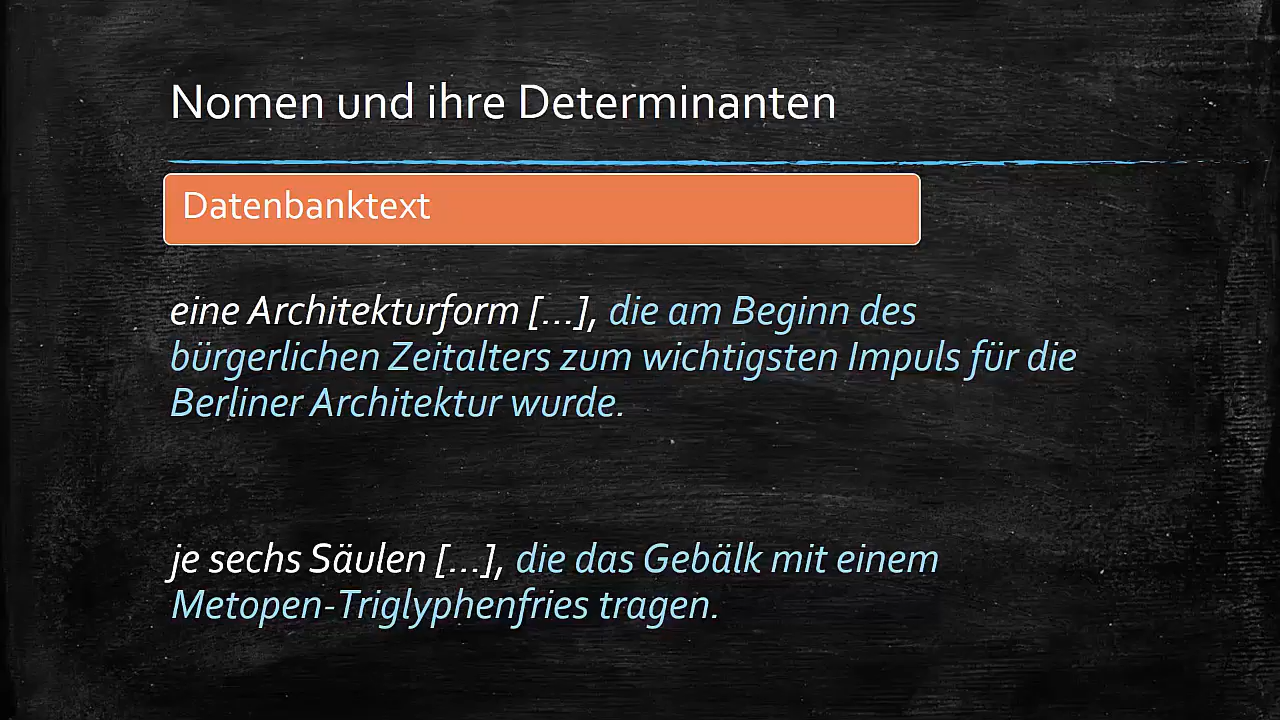 Nomen und ihre Determinanten
Datenbanktext
eine Architekturform [...], die am Beginn des
bürgerlichen Zeitalters zum wichtigsten Impuls für die
Berliner Architektur wurde.
je sechs Säulen [...], die das Gebälk mit einem
Metopen-Triglyphenfries tragen.